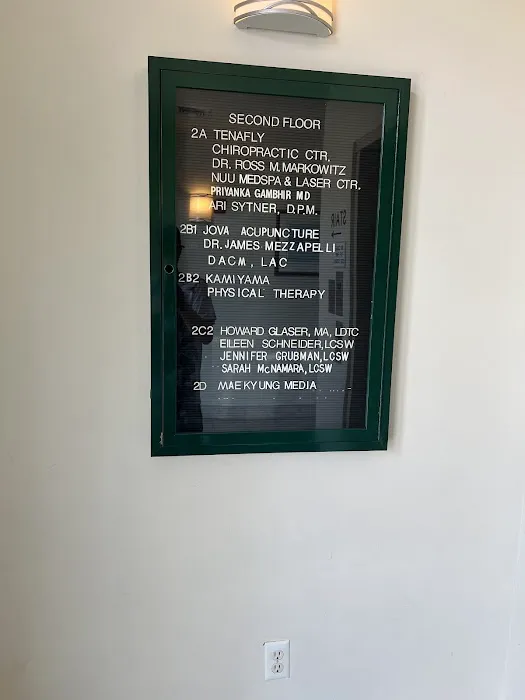 SECOND FLOOR
2A TENAFLY
CHIROPRACTIC CTR.
DR. ROSS M. MARKOWITZ
NUU MEDSPA & LASER CTR.
PRIYANKA GAMBHIR MD
ARI SYTNER, D.P.M.
2B1 JOVA ACUPUNCTURE
DR. JAMES MEZZAPELLI
DACM, LAC
2B2 KAMIYAMA
PHYSICAL THERAPY
2C2 HOWARD GLASER, MA, LDTC
EILEEN SCHNEIDER, LCSW
JENNIFER GRUBMAN, LCSW
SARAH McNAMARA, LCSW
2D MAEKYUNG MEDIA